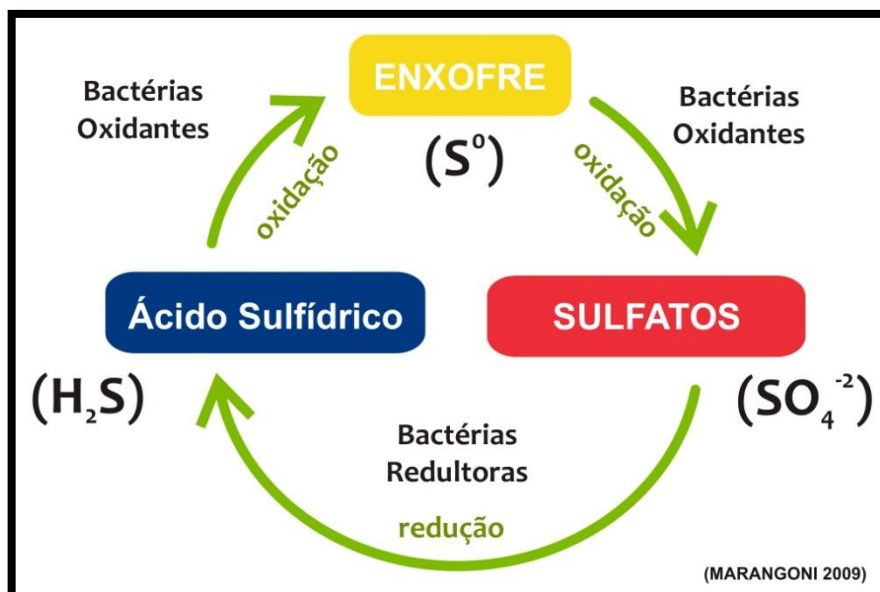 ENXOFRE
(S⁰)
Bactérias
Oxidantes
oxidação
Bactérias
Oxidantes
oxidação
Ácido Sulfídrico
(H₂S)
SULFATOS
(SO₄⁻²)
Bactérias
Redultoras
redução
(MARANGONI 2009)